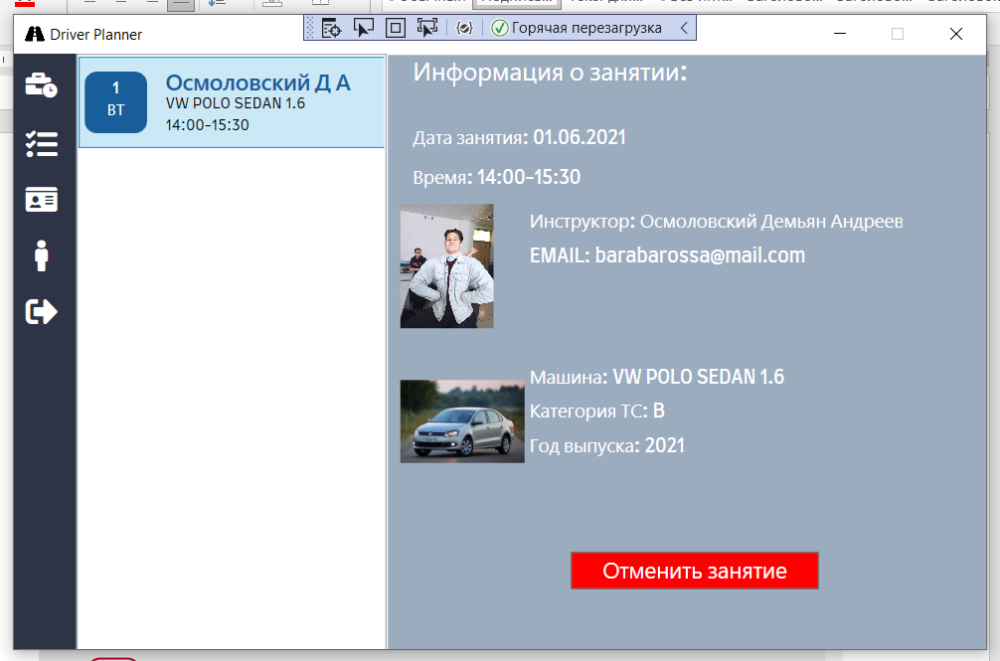 Driver Planner
Горячая перезагрузка
1
ВТ
Осмоловский Д А
VW POLO SEDAN 1.6
14:00-15:30
Информация о занятии:
Дата занятия: 01.06.2021
Время: 14:00-15:30
Инструктор: Осмоловский Демьян Андреев
EMAIL: barabarossa@mail.com
Машина: VW POLO SEDAN 1.6
Категория ТС: B
Год выпуска: 2021
Отменить занятие